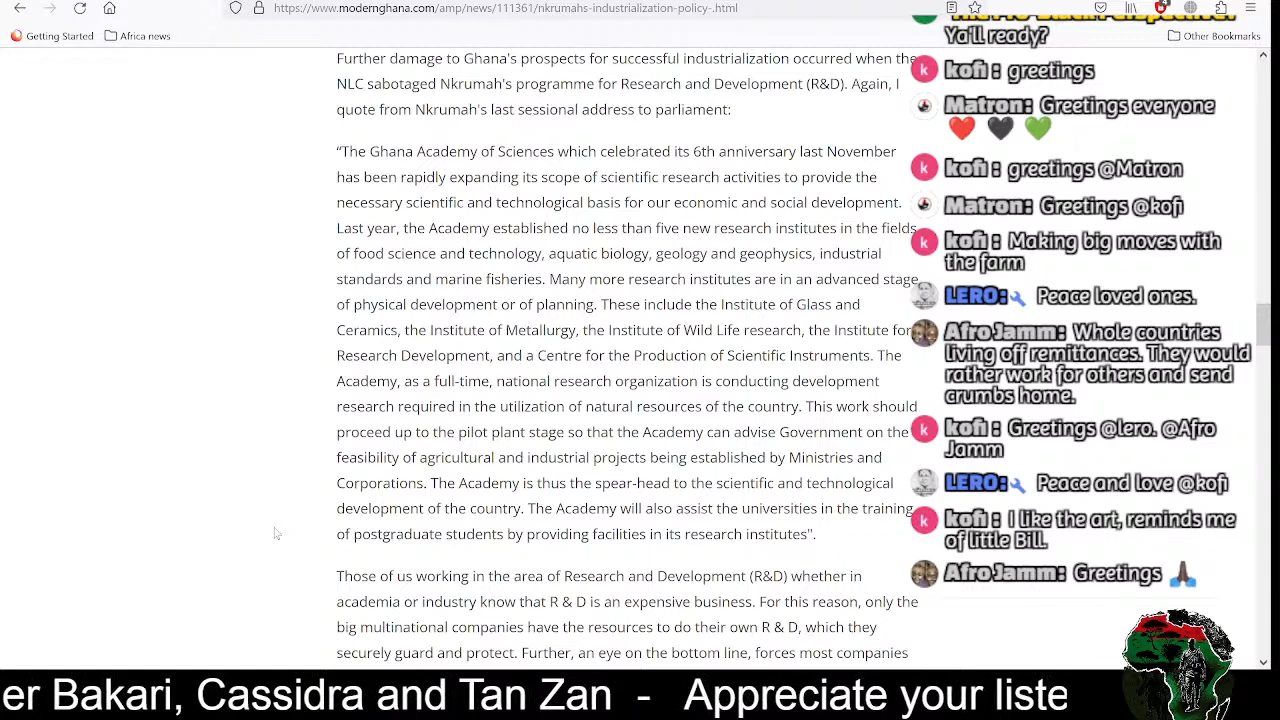 https://www.modernghana.com/amp/news/111361/nkrumahs-industrialization-policy-.html
4
Getting Started
Africa news
Other Bookmarks
Further damage to Ghana's prospects for successful industrialization occurred when the
NLC sabotaged Nkrumah's programme for Research and Development (R&D). Again, I
quote from Nkrumah's last sessional address to parliament:
“The Ghana Academy of Sciences which celebrated its 6th anniversary last November
has been rapidly expanding its scope of scientific research activities to provide the
necessary scientific and technological basis for our economic and social development.
Last year, the Academy established no less than five new research institutes in the fields
of food science and technology, aquatic biology, geology and geophysics, industrial
standards and marine fisheries. Many more research institutes are in an advanced stage
of physical development or of planning. These include the Institute of Glass and
Ceramics, the Institute of Metallurgy, the Institute of Wild Life research, the Institute for
Research Development, and a Centre for the Production of Scientific Instruments. The
Academy, as a full-time, national research organization is conducting development
research required in the utilization of natural resources of the country. This work should
proceed up to the pilot plant stage so that the Academy can advise Government on the
feasibility of agricultural and industrial projects being established by Ministries and
Corporations. The Academy is thus the spear-head to the scientific and technological
development of the country. The Academy will also assist the universities in the training
of postgraduate students by providing facilities in its research institutes".
Those of us working in the area of Research and Development (R&D) whether in
academia or industry know that R & D is an expensive business. For this reason, only the
big multinational companies have the resources to do their own R & D, which they
securely guard and protect. Further, an eye on the bottom line, forces most companies
The Pro-Black Perspective:
Ya'll ready?
kofi : greetings
Matron: Greetings everyone
❤️ 🖤 💚
kofi : greetings @Matron
Matron: Greetings @kofi
kofi : Making big moves with
the farm
LERO: Peace loved ones.
Afro Jamm: Whole countries
living off remittances. They would
rather work for others and send
crumbs home.
kofi : Greetings @lero. @Afro
Jamm
LERO: Peace and love @kofi
kofi : I like the art, reminds me
of little Bill.
Afro Jamm: Greetings 🙏🏿
er Bakari, Cassidra and Tan Zan - Appreciate your liste